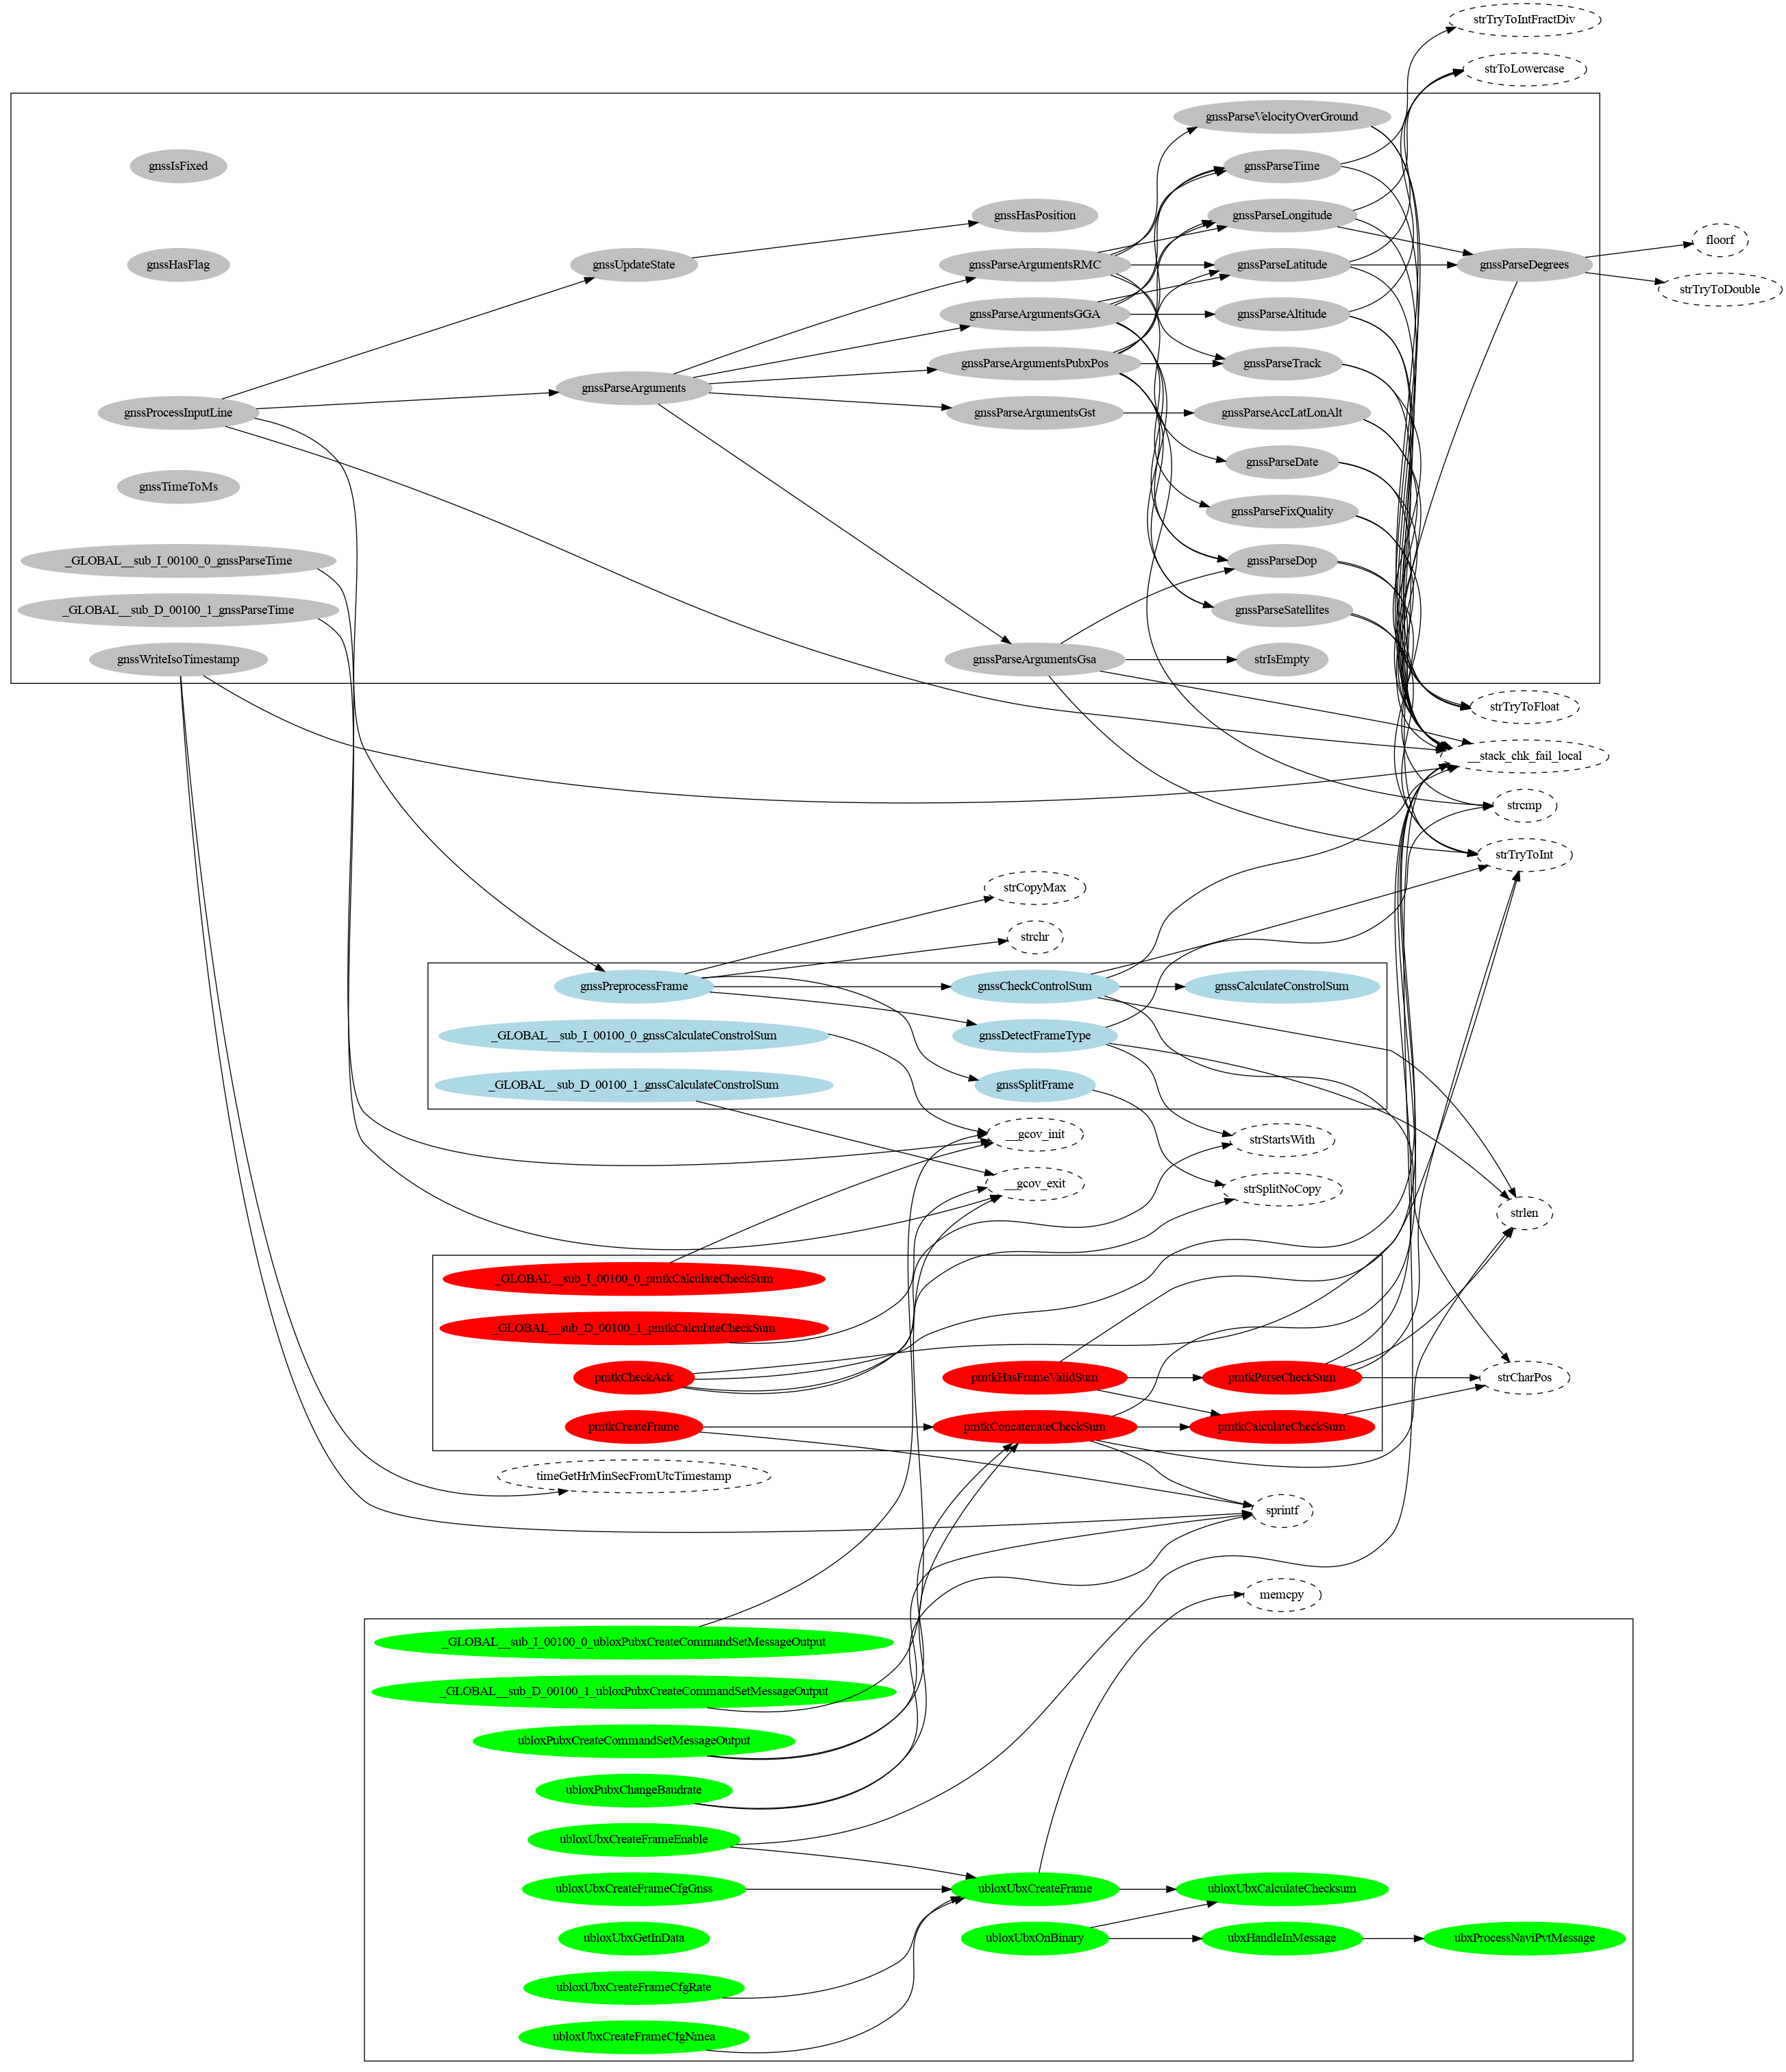 strTryToIntFractDiv
strToLowercase
gnssParseVelocityOverGround
gnssIsFixed
gnssParseTime
gnssHasPosition
gnssParseLongitude
floorf
gnssHasFlag
gnssUpdateState
gnssParseArgumentsRMC
gnssParseLatitude
gnssParseDegrees
strTryToDouble
gnssParseArgumentsGGA
gnssParseAltitude
gnssParseArgumentsPubxPos
gnssParseTrack
gnssParseArguments
gnssProcessInputLine
gnssParseArgumentsGst
gnssParseAccLatLonAlt
gnssParseDate
gnssTimeToMs
gnssParseFixQuality
_GLOBAL__sub_I_00100_0_gnssParseTime
gnssParseDop
_GLOBAL__sub_D_00100_1_gnssParseTime
gnssParseSatellites
gnssWriteIsoTimestamp
gnssParseArgumentsGsa
strIsEmpty
strTryToFloat
__stack_chk_fail_local
strcmp
strTryToInt
strCopyMax
strchr
gnssPreprocessFrame
gnssCheckControlSum
gnssCalculateConstrolSum
_GLOBAL__sub_I_00100_0_gnssCalculateConstrolSum
gnssDetectFrameType
_GLOBAL__sub_D_00100_1_gnssCalculateConstrolSum
gnssSplitFrame
__gcov_init
strStartsWith
__gcov_exit
strSplitNoCopy
strlen
_GLOBAL__sub_I_00100_0_pmtkCalculateCheckSum
_GLOBAL__sub_D_00100_1_pmtkCalculateCheckSum
pmtkCheckAck
pmtkHasFrameValidSum
pmtkParseCheckSum
strCharPos
pmtkCreateFrame
pmtkConcatenateCheckSum
pmtkCalculateCheckSum
timeGetHrMinSecFromUtcTimestamp
sprintf
memcpy
_GLOBAL__sub_I_00100_0_ubloxPubxCreateCommandSetMessageOutput
_GLOBAL__sub_D_00100_1_ubloxPubxCreateCommandSetMessageOutput
ubloxPubxCreateCommandSetMessageOutput
ubloxPubxChangeBaudrate
ubloxUbxCreateFrameEnable
ubloxUbxCreateFrameCfgGnss
ubloxUbxCreateFrame
ubloxUbxCalculateChecksum
ubloxUbxGetInData
ubloxUbxOnBinary
ubxHandleInMessage
ubxProcessNaviPvtMessage
ubloxUbxCreateFrameCfgRate
ubloxUbxCreateFrameCfgNmea